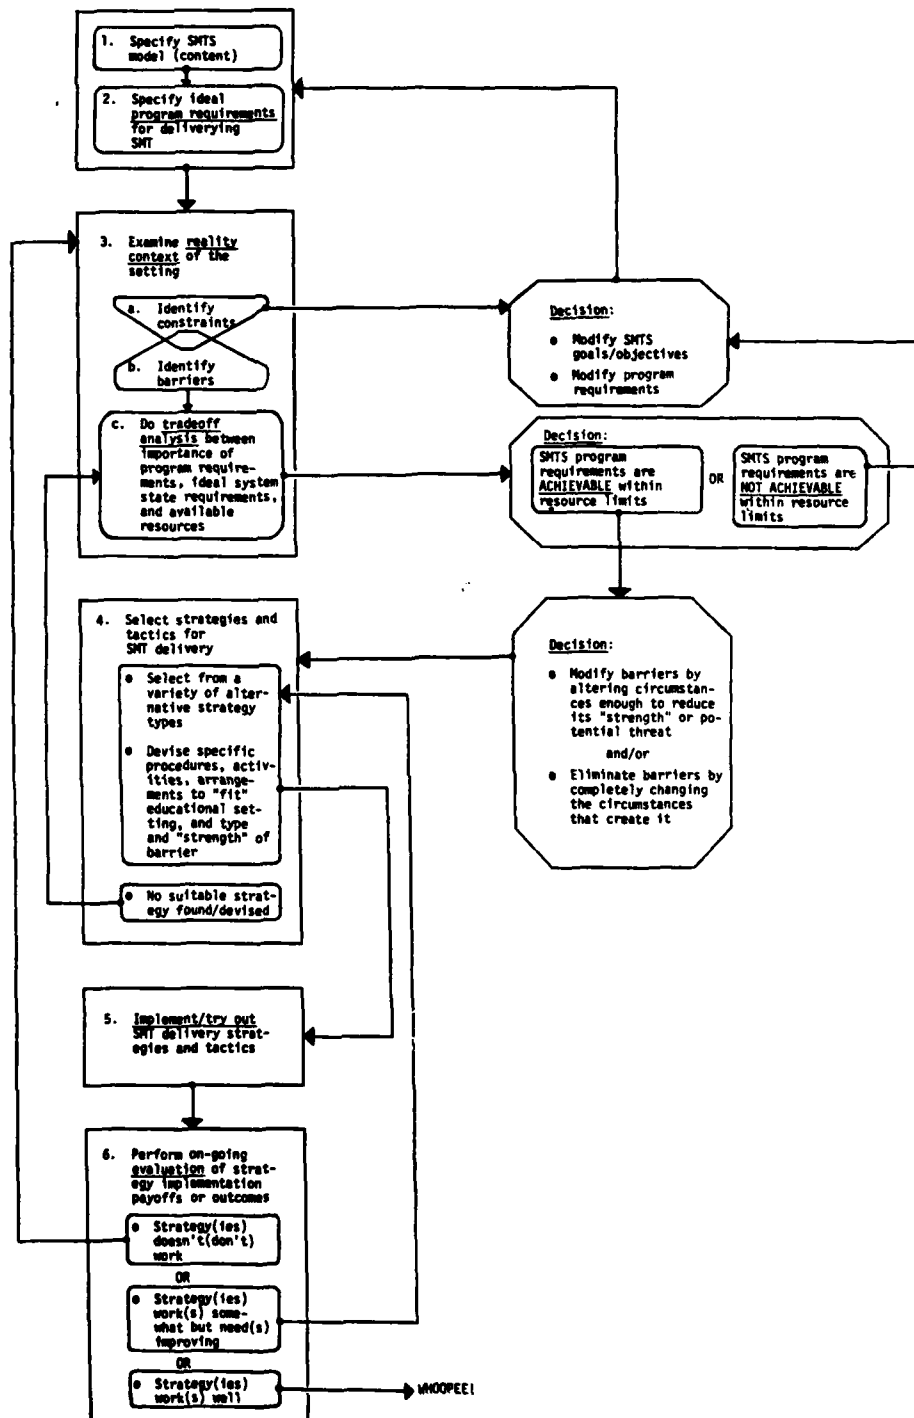 1. Specify SMTS
model (content)
2. Specify ideal
program requirements
for deliverying
SMT
3. Examine reality
context of the
setting
a. Identify
constraints
b. Identify
barriers
c. Do tradeoff
analysis between
importance of
program require-
ments, ideal system
state requirements,
and available
resources
Decision:
• Modify SMTS
goals/objectives
• Modify program
requirements
Decision:
SMTS program
requirements are
ACHIEVABLE within
resource limits
OR
SMTS program
requirements are
NOT ACHIEVABLE
within resource
limits
4. Select strategies and
tactics for
SMT delivery
• Select from a
variety of alter-
native strategy
types
• Devise specific
procedures, activ-
ities, arrange-
ments to "fit"
educational set-
ting, and type
and "strength" of
barrier
• No suitable strat-
egy found/devised
Decision:
• Modify barriers by
altering circumstan-
ces enough to reduce
its "strength" or po-
tential threat
and/or
• Eliminate barriers by
completely changing
the circumstances
that create it
5. Implement/try out
SMT delivery strat-
egies and tactics
6. Perform on-going
evaluation of strat-
egy implementation
payoffs or outcomes
• Strategy(ies)
doesn't(don't)
work
OR
• Strategy(ies)
work(s) some-
what but need(s)
improving
OR
• Strategy(ies)
work(s) well
WHOOPEE!